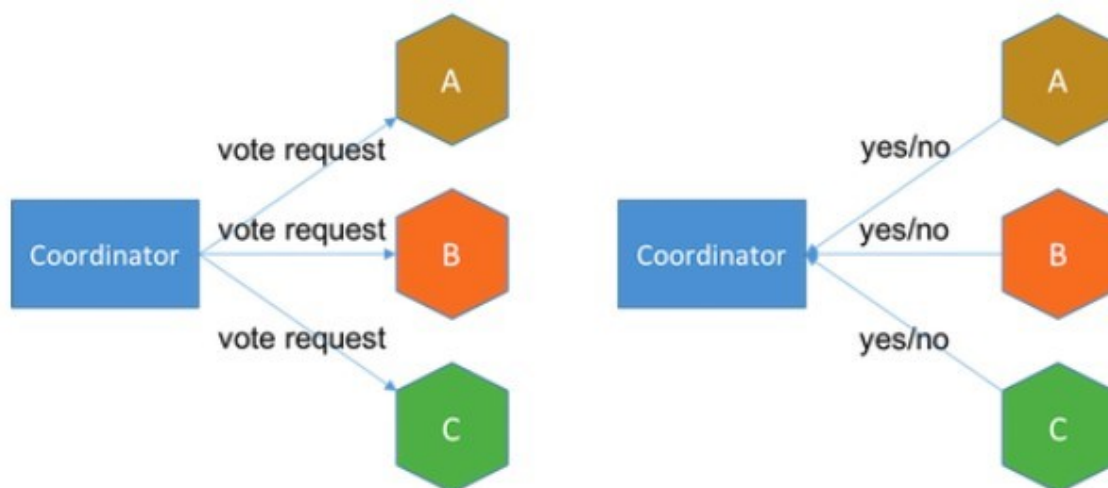 A
vote request
Coordinator
vote request
B
vote request
C
A
yes/no
Coordinator
yes/no
B
yes/no
C